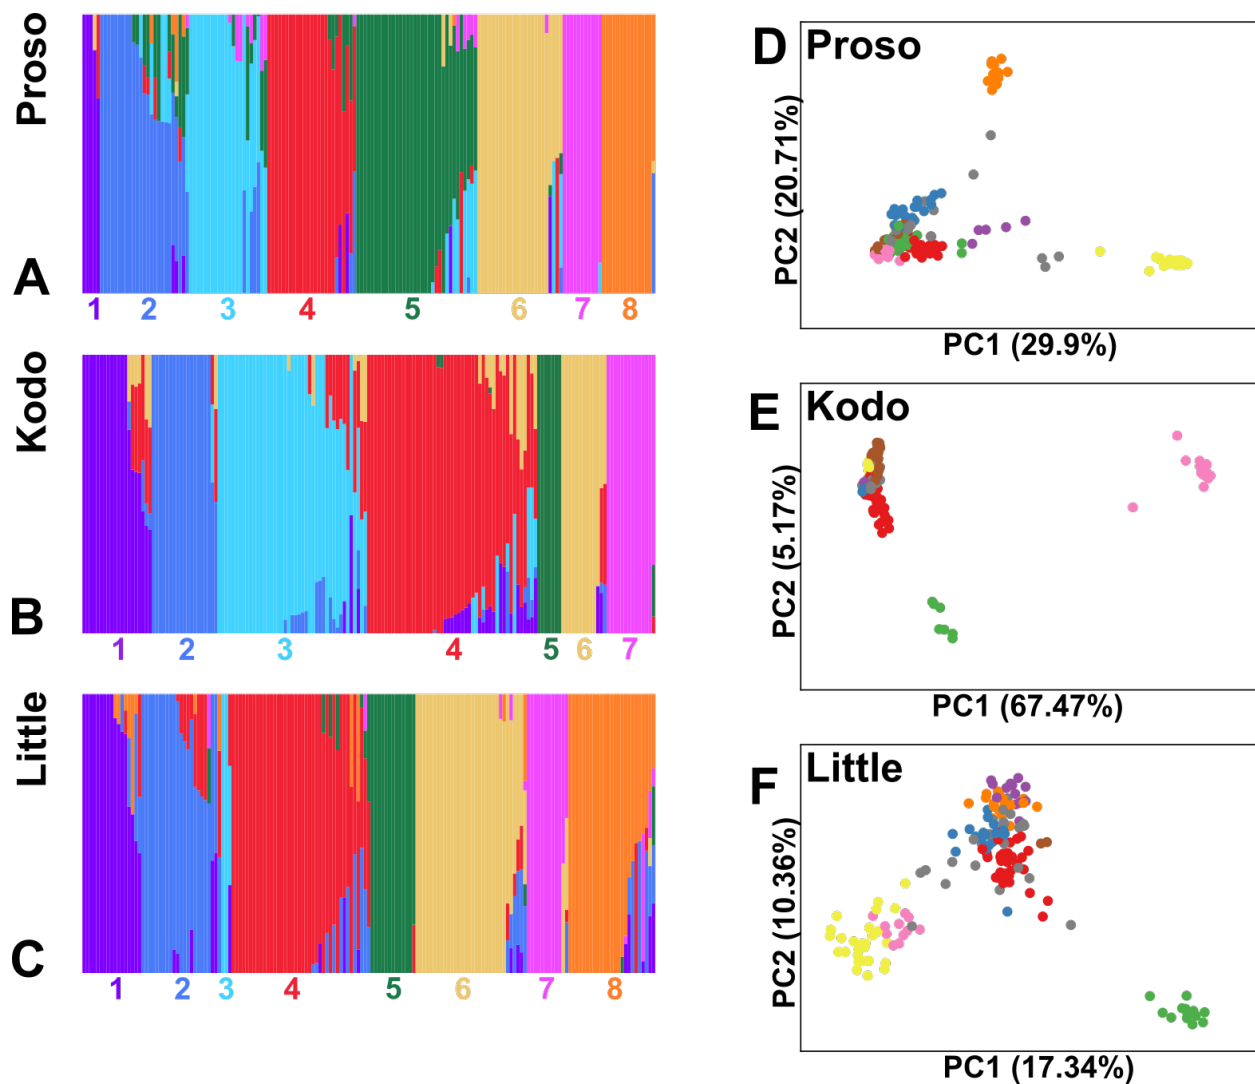 Proso
A
1 2 3 4 5 6 7 8
Kodo
B
1 2 3 4 5 6 7
Little
C
1 2 3 4 5 6 7 8
D Proso
PC2 (20.71%)
PC1 (29.9%)
E Kodo
PC2 (5.17%)
PC1 (67.47%)
F Little
PC2 (10.36%)
PC1 (17.34%)